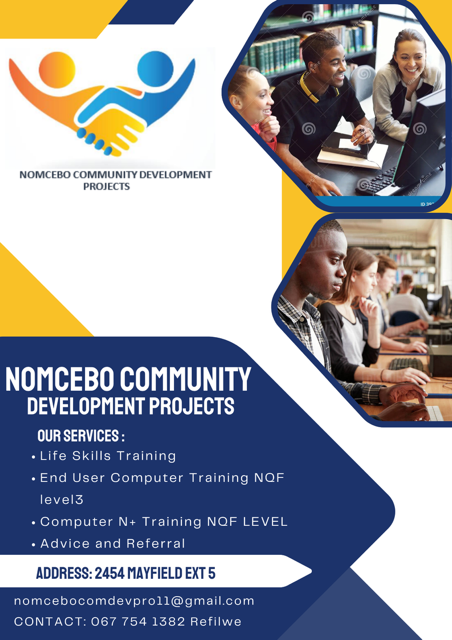 NOMCEBO COMMUNITY DEVELOPMENT
PROJECTS
NOMCEBO COMMUNITY
DEVELOPMENT PROJECTS
OUR SERVICES :
• Life Skills Training
• End User Computer Training NQF
level3
• Computer N+ Training NQF LEVEL
• Advice and Referral
ADDRESS: 2454 MAYFIELD EXT 5
nomcebocomdevpro11@gmail.com
CONTACT: 067 754 1382 Refilwe